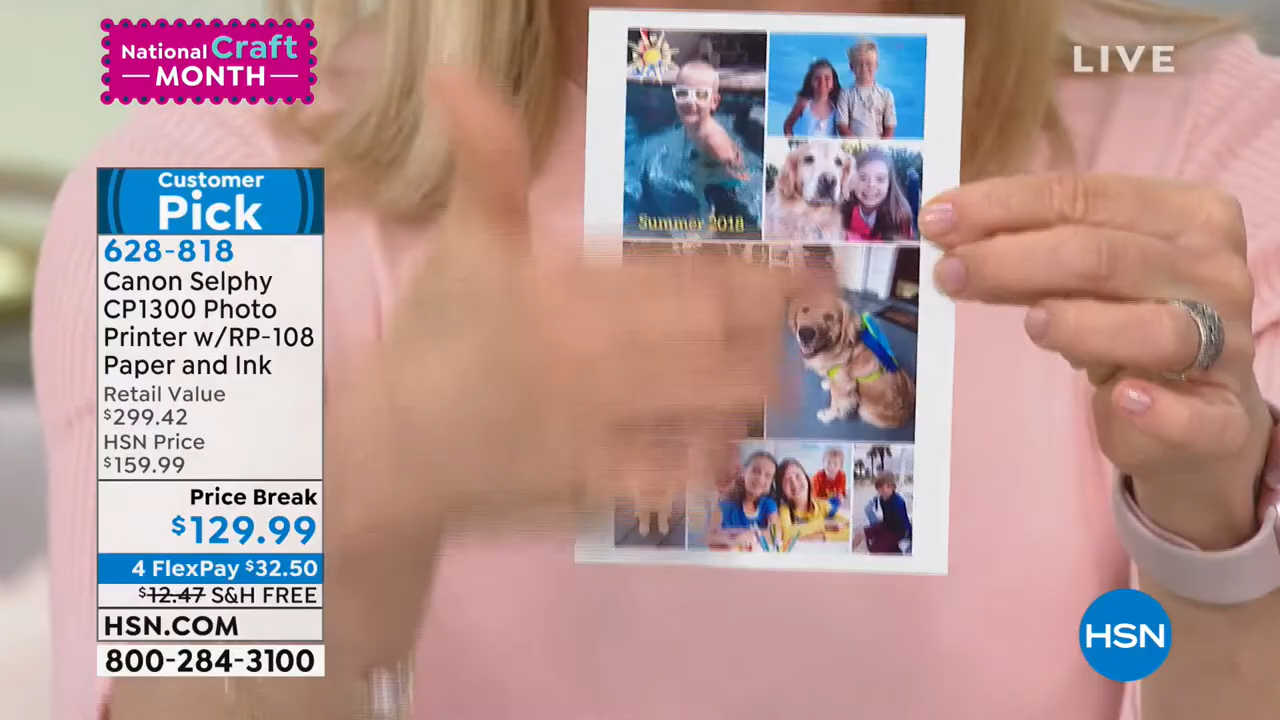 National Craft
MONTH
LIVE
Customer
Pick
628-818
Canon Selphy
CP1300 Photo
Printer w/RP-108
Paper and Ink
Retail Value
$299.42
HSN Price
$159.99
Price Break
$129.99
4 FlexPay $32.50
$12.47 S&H FREE
HSN.COM
800-284-3100
Summer 2018
HSN